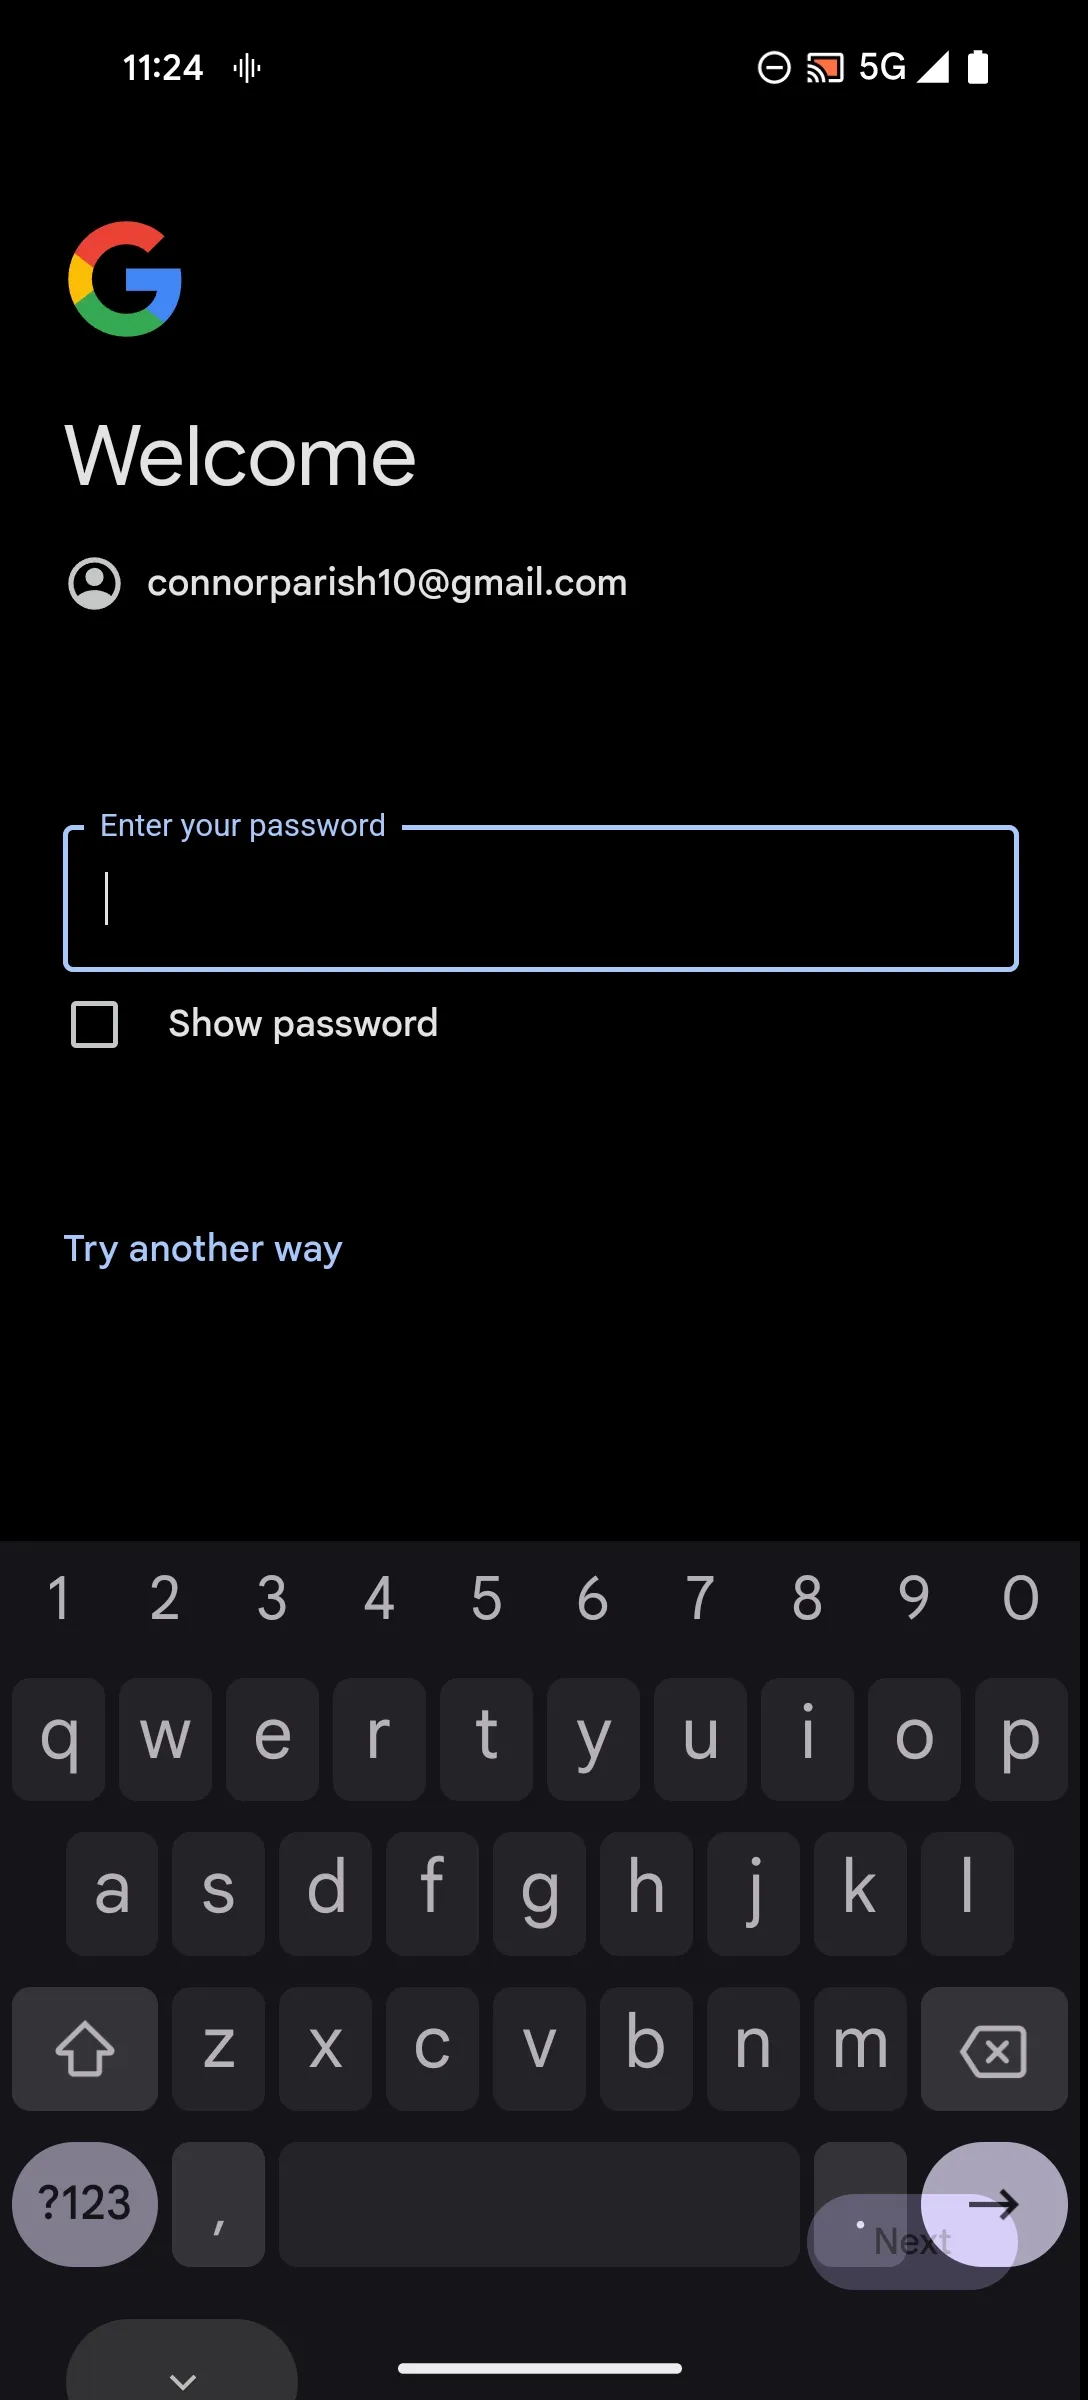 11:24 5G
Welcome
connorparish10@gmail.com
Enter your password
Show password
Try another way
1 2 3 4 5 6 7 8 9 0
q w e r t y u i o p
a s d f g h j k l
z x c v b n m
?123 , .
Next